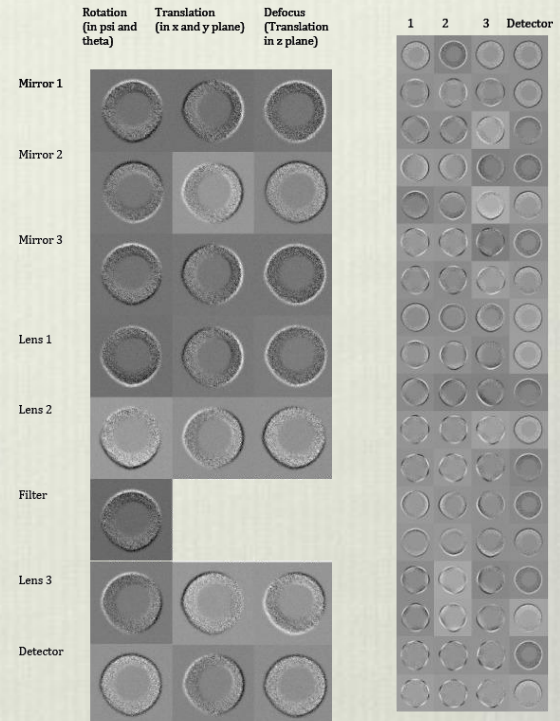 Rotation
(in psi and
theta)
Translation
(in x and y plane)
Defocus
(Translation
in z plane)
1 2 3 Detector
Mirror 1
Mirror 2
Mirror 3
Lens 1
Lens 2
Filter
Lens 3
Detector